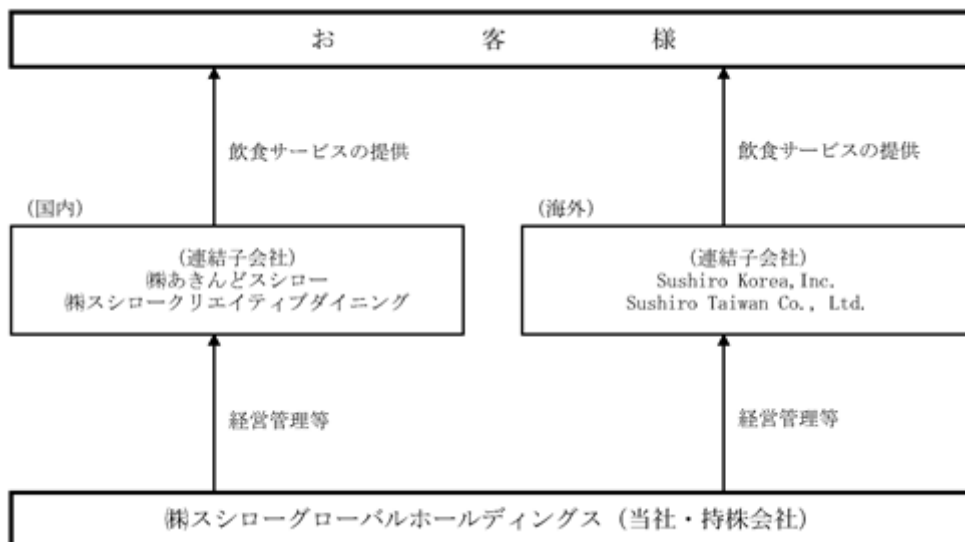 お客様
飲食サービスの提供
飲食サービスの提供
(国内)
(海外)
(連結子会社)
㈱あきんどスシロー
㈱スシロークリエイティブダイニング
(連結子会社)
Sushiro Korea,Inc.
Sushiro Taiwan Co., Ltd.
経営管理等
経営管理等
㈱スシローグローバルホールディングス (当社・持株会社)